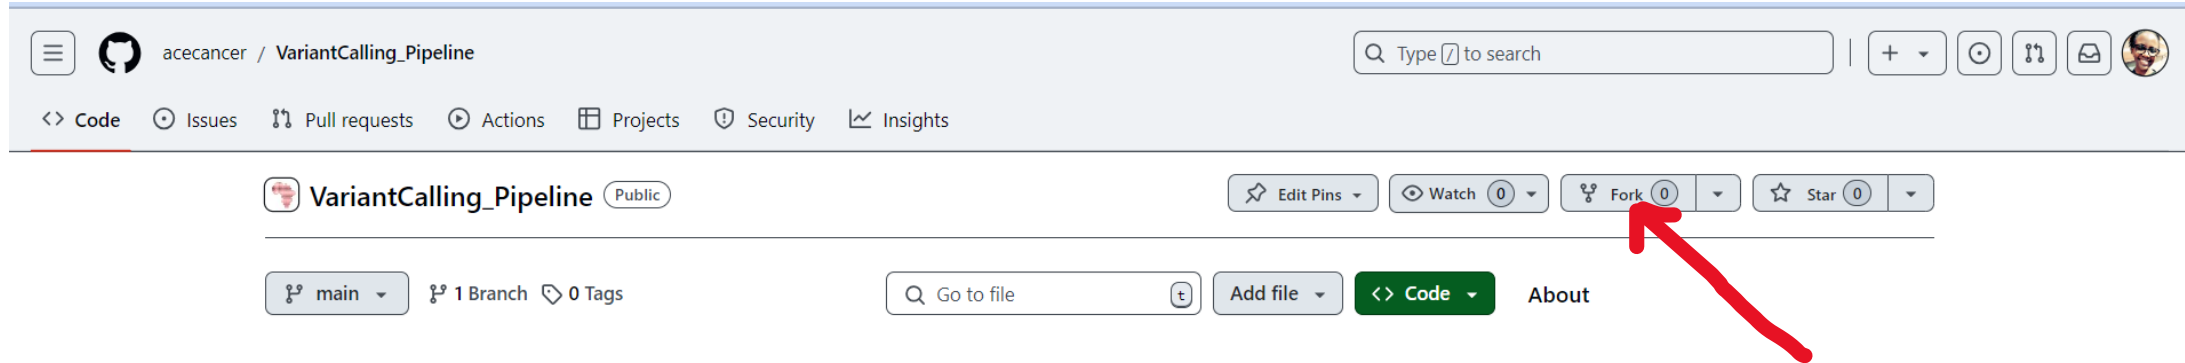 acecancer / VariantCalling_Pipeline
Type / to search
Code Issues Pull requests Actions Projects Security Insights
VariantCalling_Pipeline Public
Edit Pins Watch 0 Fork 0 Star 0
main 1 Branch 0 Tags
Go to file t Add file Code About